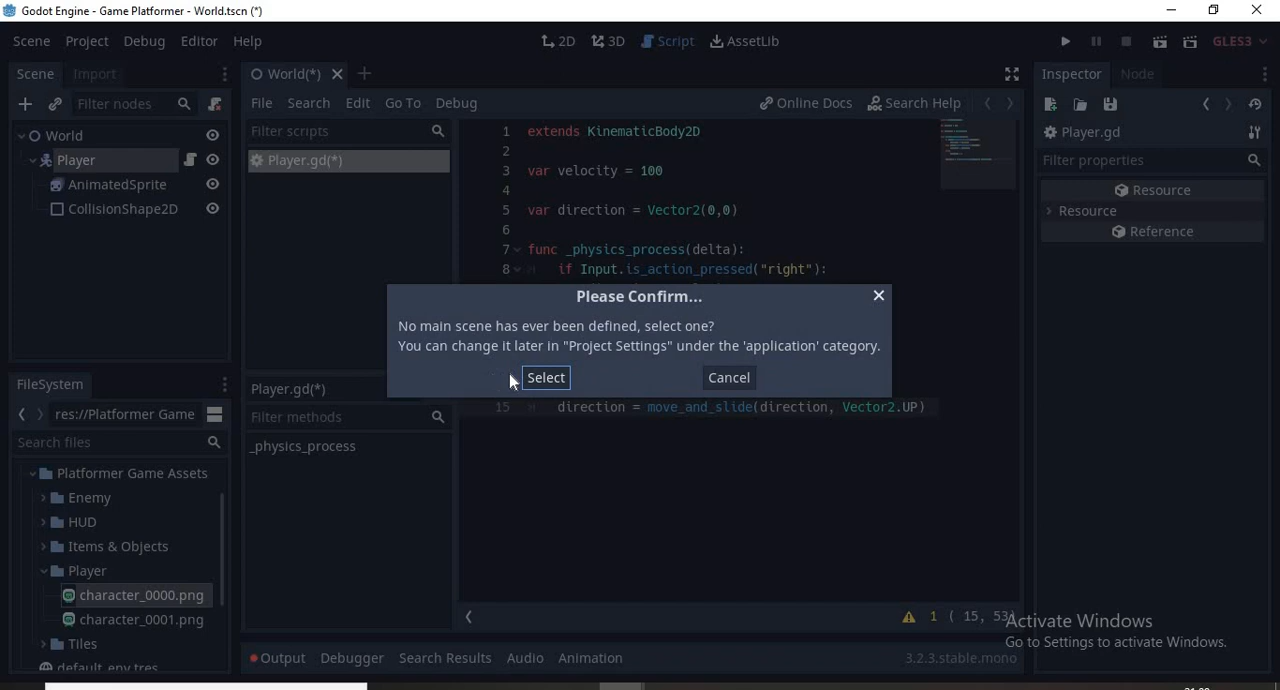 Godot Engine - Game Platformer - World.tscn (*)
Scene Project Debug Editor Help
2D 3D Script AssetLib
GLES3
Scene Import
World(*)
Inspector Node
Filter nodes
File Search Edit Go To Debug
Online Docs Search Help
World
Player
AnimatedSprite
CollisionShape2D
Filter scripts
Player.gd(*)
1 extends KinematicBody2D
2
3 var velocity = 100
4
5 var direction = Vector2(0,0)
6
7 func _physics_process(delta):
8 if Input.is_action_pressed("right"):
Player.gd
Filter properties
Resource
Resource
Reference
Please Confirm...
No main scene has ever been defined, select one?
You can change it later in "Project Settings" under the 'application' category.
Select Cancel
15 direction = move_and_slide(direction, Vector2.UP)
FileSystem
res://Platformer Game
Search files
Platformer Game Assets
Enemy
HUD
Items & Objects
Player
character_0000.png
character_0001.png
Tiles
default_env.tres
Player.gd(*)
Filter methods
_physics_process
1 ( 15, 53)
Output Debugger Search Results Audio Animation
3.2.3.stable.mono
Activate Windows
Go to Settings to activate Windows.